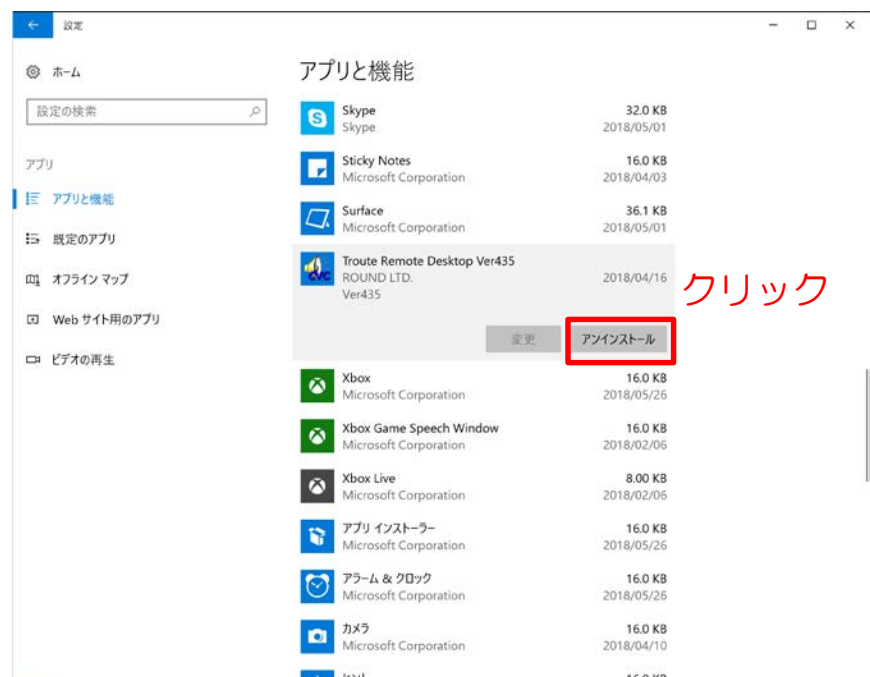 設定
ホーム
設定の検索
アプリ
アプリと機能
既定のアプリ
オフライン マップ
Web サイト用のアプリ
ビデオの再生
アプリと機能
Skype 32.0 KB
Skype 2018/05/01
Sticky Notes 16.0 KB
Microsoft Corporation 2018/04/03
Surface 36.1 KB
Microsoft Corporation 2018/05/01
Troute Remote Desktop Ver435
ROUND LTD. 2018/04/16
Ver435
クリック
変更 アンインストール
Xbox 16.0 KB
Microsoft Corporation 2018/05/26
Xbox Game Speech Window 16.0 KB
Microsoft Corporation 2018/02/06
Xbox Live 8.00 KB
Microsoft Corporation 2018/02/06
アプリ インストーラー 16.0 KB
Microsoft Corporation 2018/05/26
アラーム & クロック 16.0 KB
Microsoft Corporation 2018/05/26
カメラ 16.0 KB
Microsoft Corporation 2018/04/10